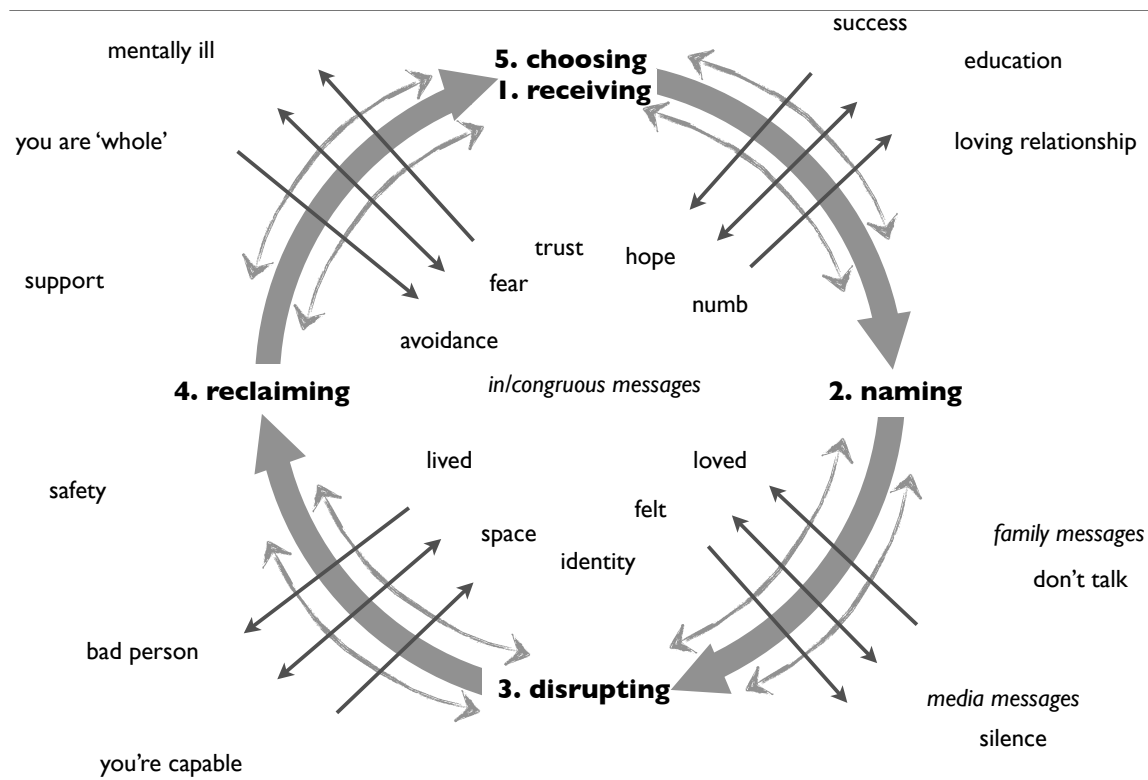 success
mentally ill
5. choosing
education
1. receiving
you are ‘whole’
loving relationship
trust
hope
support
fear
numb
avoidance
in/congruous messages
4. reclaiming
2. naming
lived
loved
safety
felt
space
family messages
identity
don’t talk
bad person
3. disrupting
media messages
silence
you’re capable